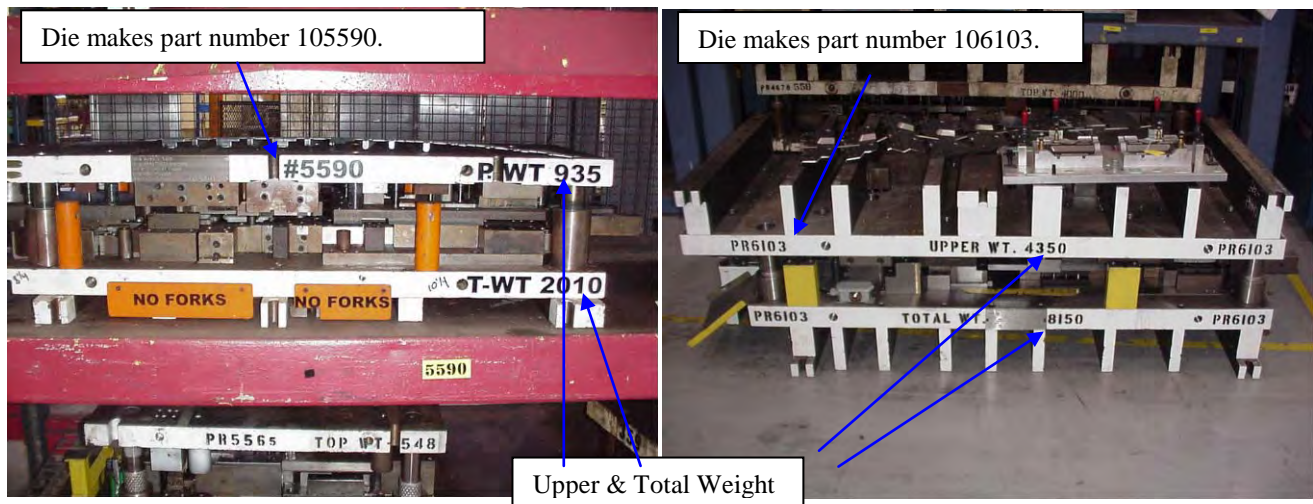 Die makes part number 105590.
#5590
P-WT 935
T-WT 2010
NO FORKS
NO FORKS
5590
PR5565 TOP WT-548
Die makes part number 106103.
PR6103 UPPER WT. 4350 PR6103
PR6103 TOTAL WT. 8150 PR6103
Upper & Total Weight